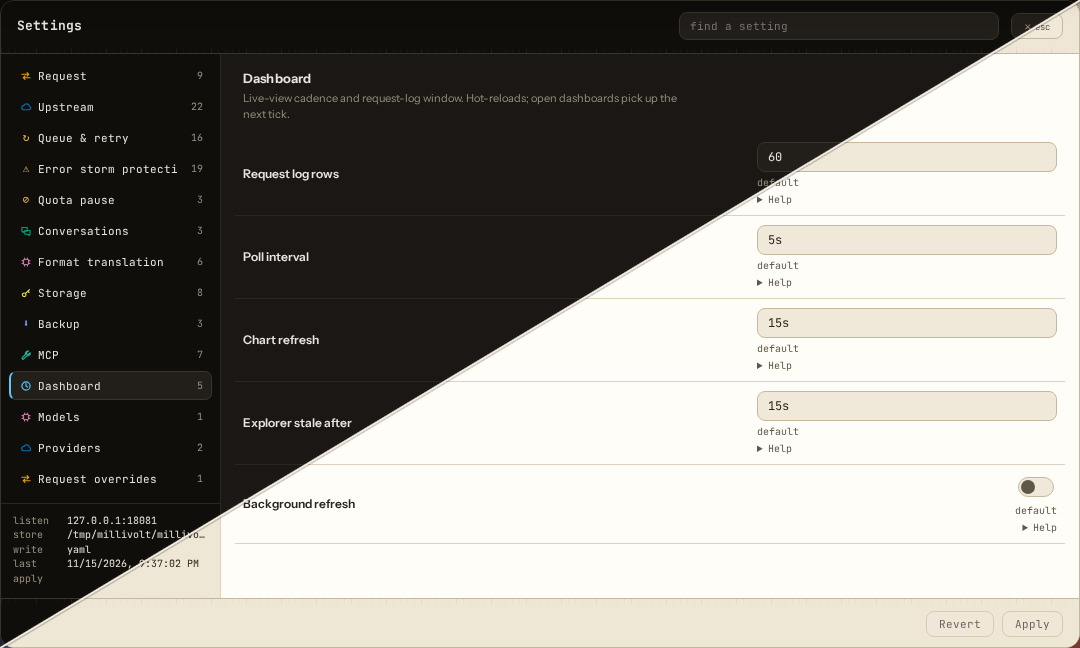 Settings
find a setting
× esc
Request 9
Upstream 22
Queue & retry 16
Error storm protecti 19
Quota pause 3
Conversations 3
Format translation 6
Storage 8
Backup 3
MCP 7
Dashboard 5
Models 1
Providers 2
Request overrides 1
listen 127.0.0.1:18081
store /tmp/millivolt/millivo…
write yaml
last 11/15/2026, :37:02 PM
apply
Dashboard
Live-view cadence and request-log window. Hot-reloads; open dashboards pick up the
next tick.
Request log rows
60
default
▶ Help
Poll interval
5s
default
▶ Help
Chart refresh
15s
default
▶ Help
Explorer stale after
15s
default
▶ Help
Background refresh
default
▶ Help
Revert
Apply